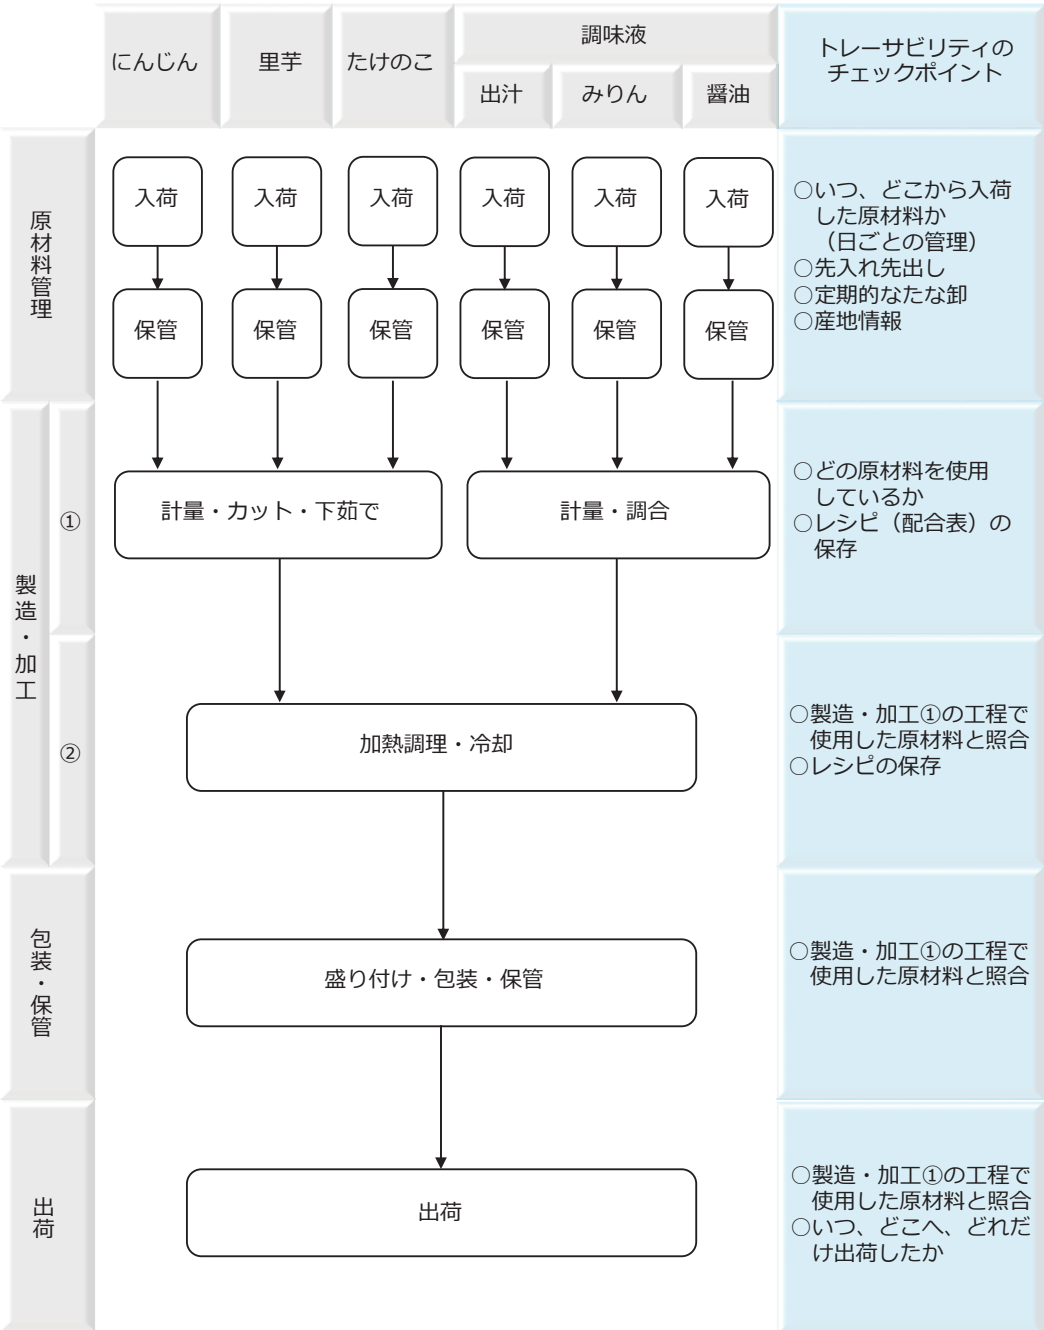 にんじん
里芋
たけのこ
調味液
出汁
みりん
醤油
トレーサビリティの
チェックポイント
原材料管理
入荷
入荷
入荷
入荷
入荷
入荷
保管
保管
保管
保管
保管
保管
○いつ、どこから入荷
した原材料か
（日ごとの管理）
○先入れ先出し
○定期的なたな卸
○産地情報
製造・加工
①
計量・カット・下茹で
計量・調合
○どの原材料を使用
しているか
○レシピ（配合表）の
保存
②
加熱調理・冷却
○製造・加工①の工程で
使用した原材料と照合
○レシピの保存
包装・保管
盛り付け・包装・保管
○製造・加工①の工程で
使用した原材料と照合
出荷
出荷
○製造・加工①の工程で
使用した原材料と照合
○いつ、どこへ、どれだ
け出荷したか